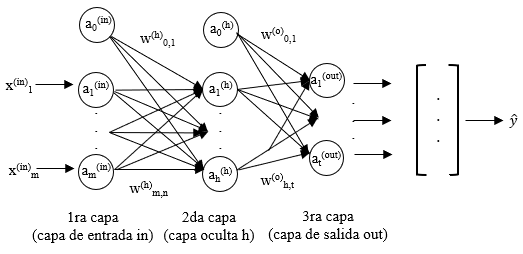 a0(in)
w(h)0,1
a0(h)
w(o)0,1
x(in)1
a1(in)
a1(h)
a1(out)
ŷ
x(in)m
am(in)
w(h)m,n
ah(h)
w(o)h,t
at(out)
1ra capa
(capa de entrada in)
2da capa
(capa oculta h)
3ra capa
(capa de salida out)